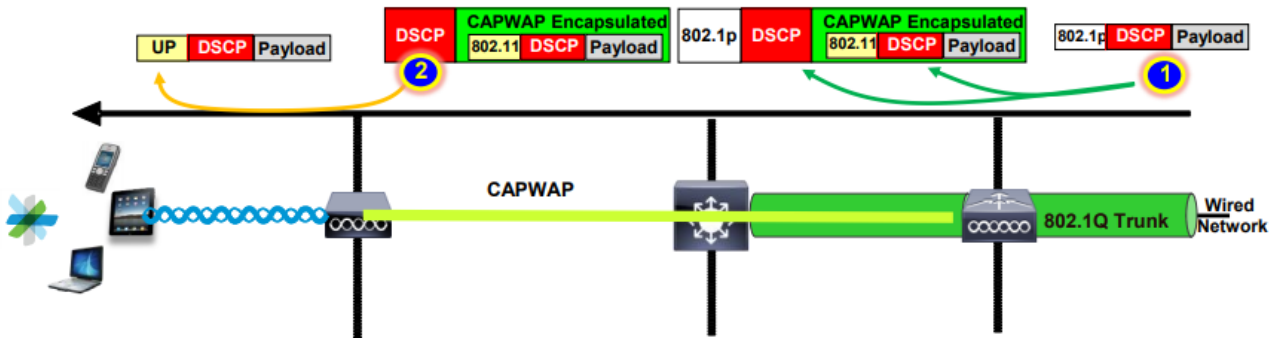 UP DSCP Payload
DSCP CAPWAP Encapsulated
802.11 DSCP Payload
802.1p DSCP CAPWAP Encapsulated
802.11 DSCP Payload
802.1p DSCP Payload
2
1
CAPWAP
802.1Q Trunk
Wired
Network